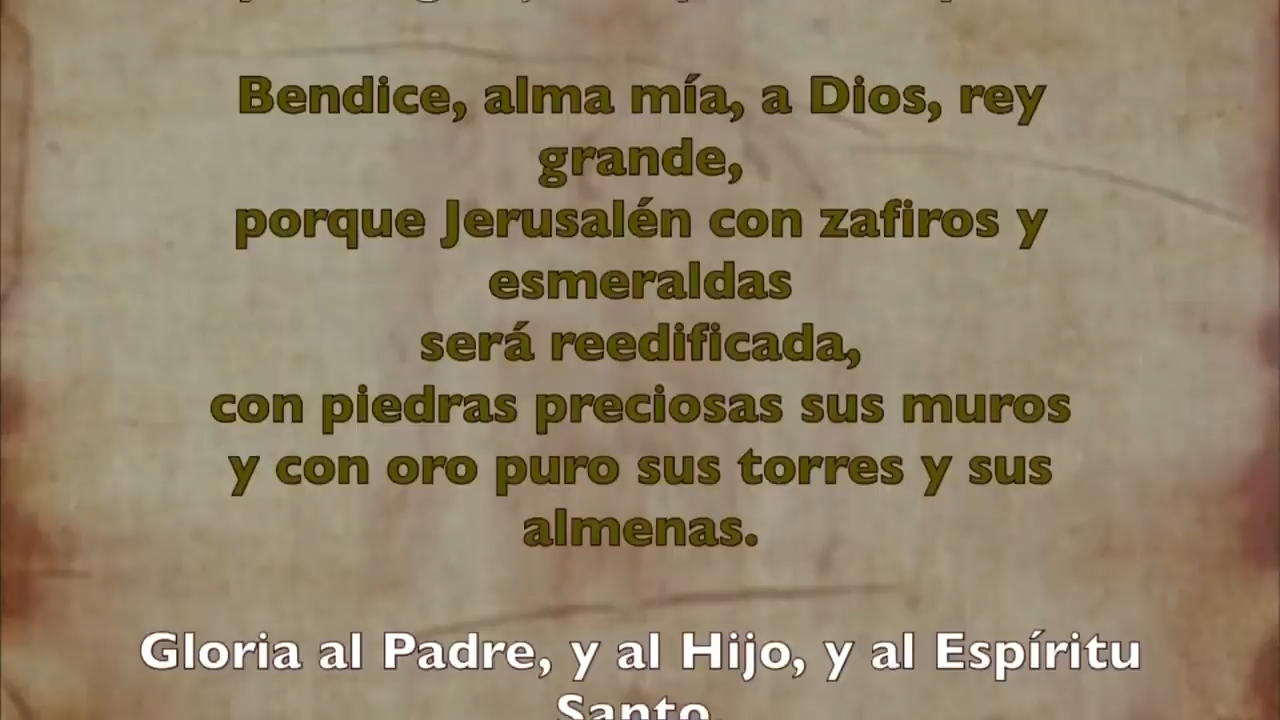 Bendice, alma mía, a Dios, rey
grande,
porque Jerusalén con zafiros y
esmeraldas
será reedificada,
con piedras preciosas sus muros
y con oro puro sus torres y sus
almenas.
Gloria al Padre, y al Hijo, y al Espíritu
Santo.